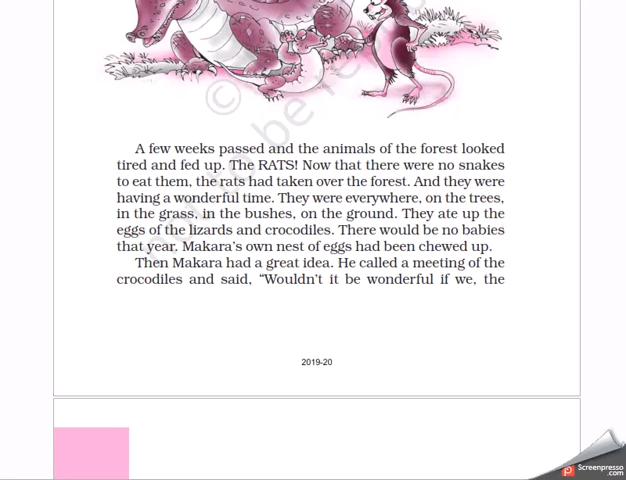 A few weeks passed and the animals of the forest looked
tired and fed up. The RATS! Now that there were no snakes
to eat them, the rats had taken over the forest. And they were
having a wonderful time. They were everywhere, on the trees,
in the grass, in the bushes, on the ground. They ate up the
eggs of the lizards and crocodiles. There would be no babies
that year. Makara's own nest of eggs had been chewed up.
Then Makara had a great idea. He called a meeting of the
crocodiles and said, “Wouldn't it be wonderful if we, the
2019-20
Screenpresso
.com